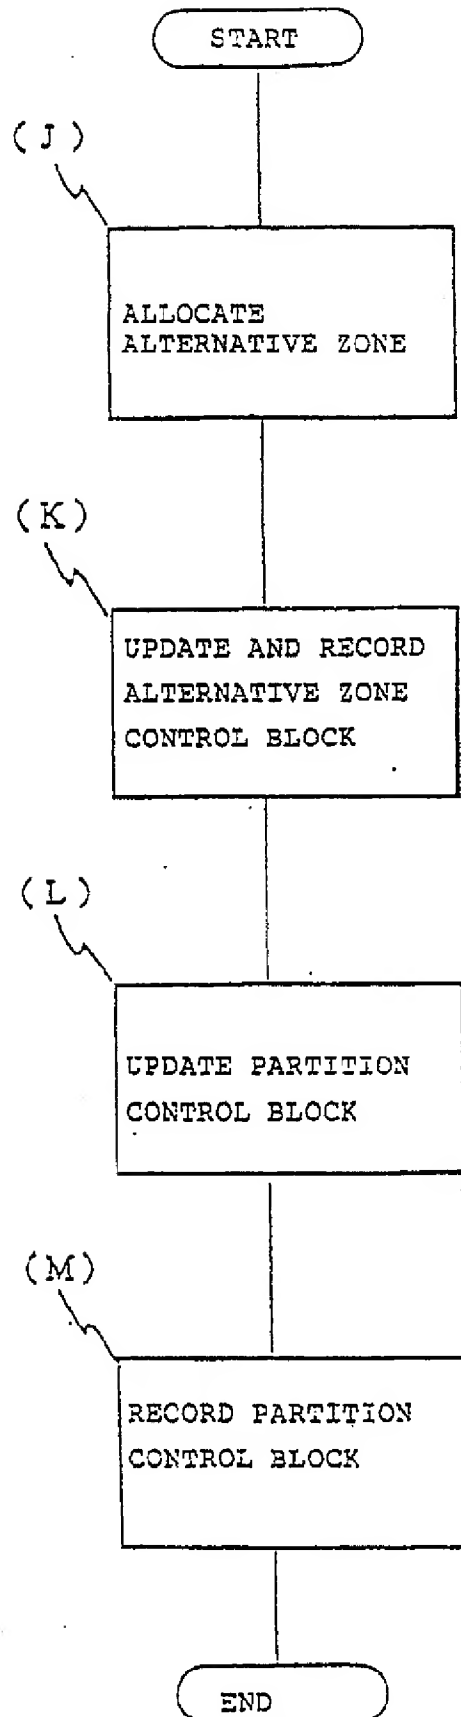 START
(J)
ALLOCATE
ALTERNATIVE ZONE
(K)
UPDATE AND RECORD
ALTERNATIVE ZONE
CONTROL BLOCK
(L)
UPDATE PARTITION
CONTROL BLOCK
(M)
RECORD PARTITION
CONTROL BLOCK
END